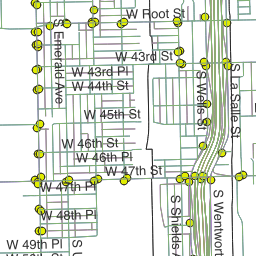 W Root St
S Emerald Ave
W 43rd St
W 43rd Pl
W 44th St
S Wells St
S La Salle St
W 45th St
W 46th St
W 46th Pl
W 47th St
W 47th Pl
S Shields
S Wentworth
W 48th Pl
W 49th Pl